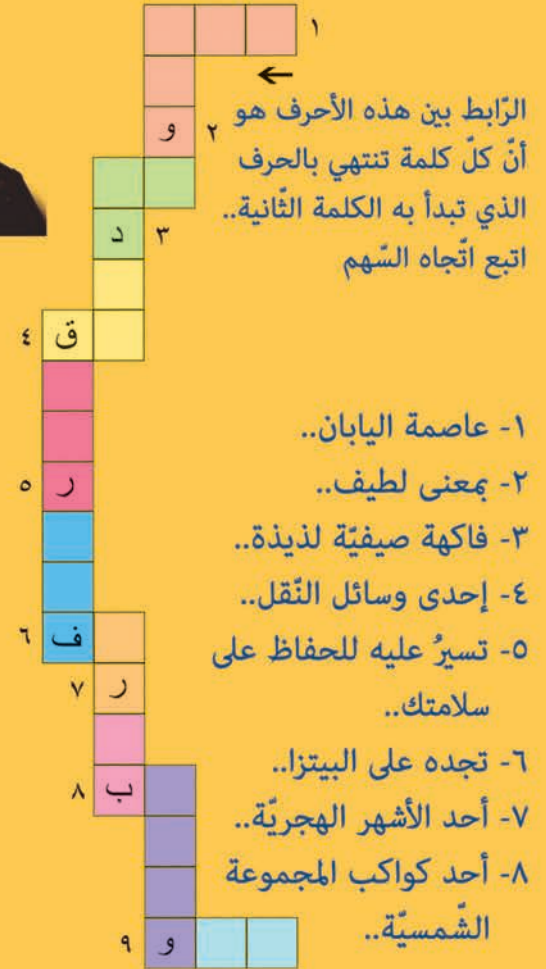 ١
←
الرّابط بين هذه الأحرف هو
أنّ كلّ كلمة تنتهي بالحرف
الذي تبدأ به الكلمة الثّانية..
اتبع اتّجاه السّهم
و ٢
د ٣
٤ ق
٥ ر
٦ ف
٧ ر
٨ ب
٩ و
١- عاصمة اليابان..
٢- بمعنى لطيف..
٣- فاكهة صيفيّة لذيذة..
٤- إحدى وسائل النّقل..
٥- تسيرُ عليه للحفاظ على
سلامتك..
٦- تجده على البيتزا..
٧- أحد الأشهر الهجريّة..
٨- أحد كواكب المجموعة
الشّمسيّة..